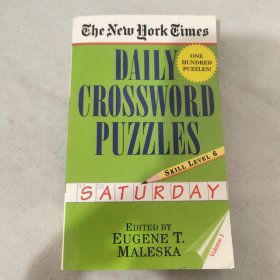 The New York Times
ONE
HUNDRED
PUZZLES!
DAILY
CROSSWORD
PUZZLES
SKILL LEVEL 6
SATURDAY
EDITED BY
EUGENE T.
MALESKA
Volume 1